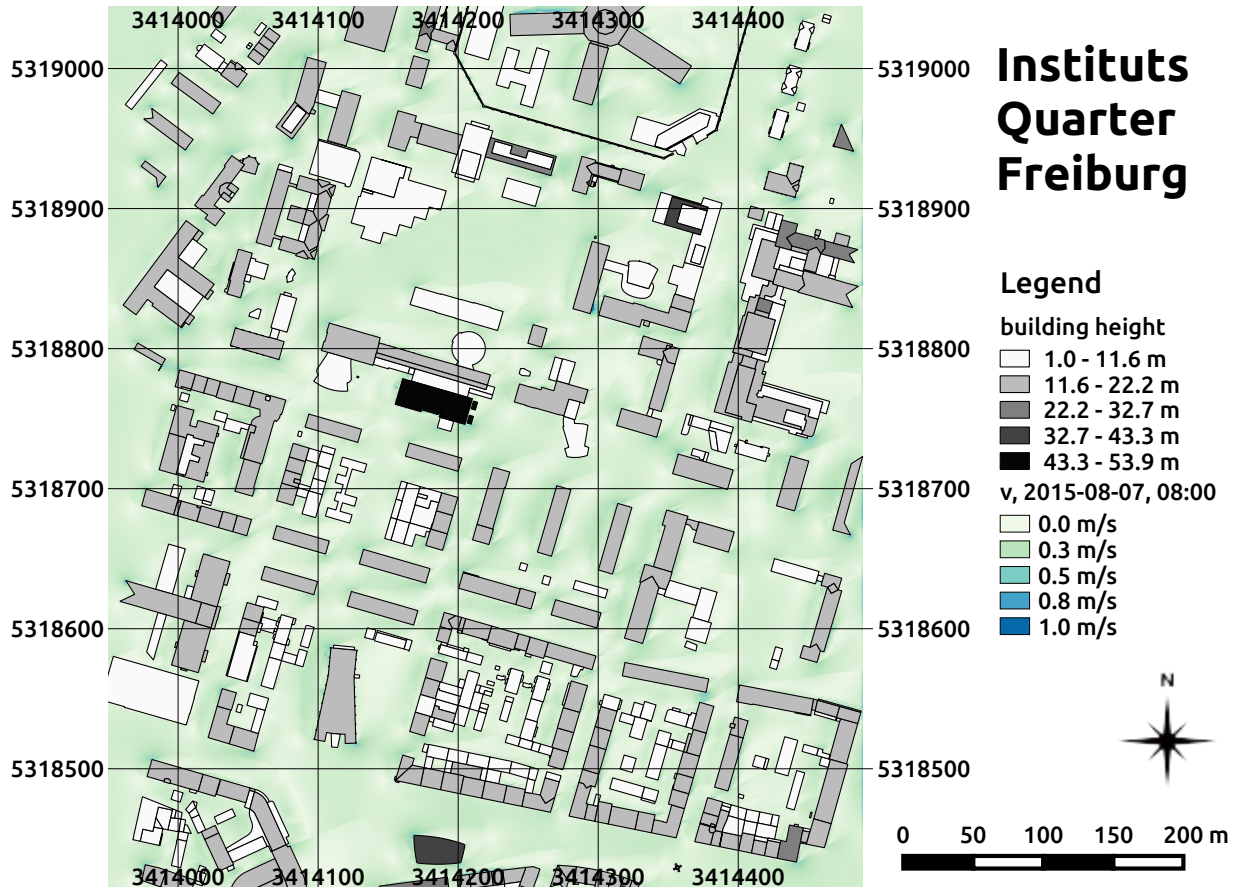 3414000 3414100 3414200 3414300 3414400
5319000 5319000
5318900 5318900
5318800 5318800
5318700 5318700
5318600 5318600
5318500 5318500
3414000 3414100 3414200 3414300 3414400
Instituts
Quarter
Freiburg
Legend
building height
1.0 - 11.6 m
11.6 - 22.2 m
22.2 - 32.7 m
32.7 - 43.3 m
43.3 - 53.9 m
v, 2015-08-07, 08:00
0.0 m/s
0.3 m/s
0.5 m/s
0.8 m/s
1.0 m/s
N
0 50 100 150 200 m